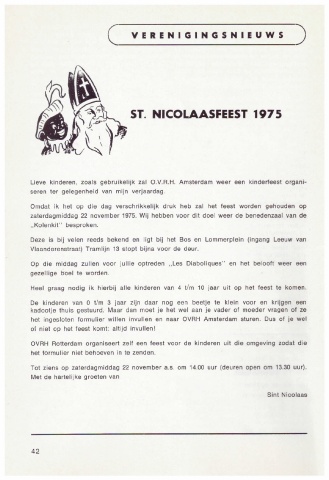 VERENIGINGSNIEUWS
ST. NICOLAASFEEST 1975
Lieve kinderen, zoals gebruikelijk zal O.V.R.H. Amsterdam weer een kinderfeest organi-
seren ter gelegenheid van mijn verjaardag.
Omdat ik het op die dag verschrikkelijk druk heb zal het feest worden gehouden op
zaterdagmiddag 22 november 1975. Wij hebben voor dit doel weer de benedenzaal van de
„Kolenkit" besproken.
Deze is bij velen reeds bekend en ligt bij het Bos en Lommerplein (ingang Leeuw van
Vlaanderenstraat) Tramlijn 13 stopt bijna voor de deur.
Op die middag zullen voor jullie optreden „Les Diaboliques" en het belooft weer een
gezellige boel te worden.
Heel graag nodig ik hierbij alle kinderen van 4 t/m 10 jaar uit op het feest te komen.
De kinderen van 0 t/m 3 jaar zijn daar nog een beetje te klein voor en krijgen een
kadootje thuis gestuurd. Maar dan moet je het wel aan je vader of moeder vragen of ze
het ingesloten formulier willen invullen en naar OVRH Amsterdam sturen. Dus of je wel
of niet op het feest komt: altijd invullen!
OVRH Rotterdam organiseert zelf een feest voor de kinderen uit die omgeving zodat die
het formulier niet behoeven in te zenden.
Tot ziens op zaterdagmiddag 22 november a.s. om 14.00 uur (deuren open om 13.30 uur).
Met de hartelijke groeten van
Sint Nicolaas
42